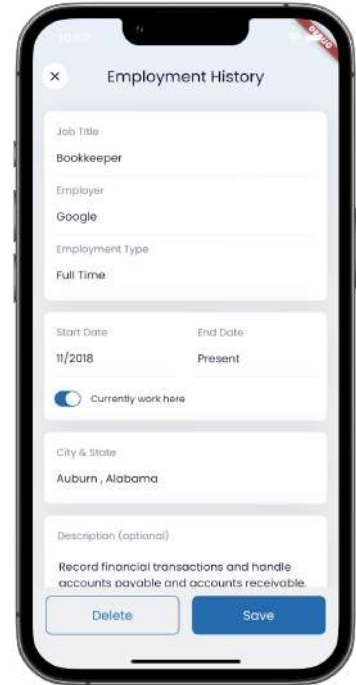 Employment History
Job Title
Bookkeeper
Employer
Google
Employment Type
Full Time
Start Date
End Date
11/2018
Present
Currently work here
City & State
Auburn , Alabama
Description (optional)
Record financial transactions and handle
accounts payable and accounts receivable.
Delete
Save